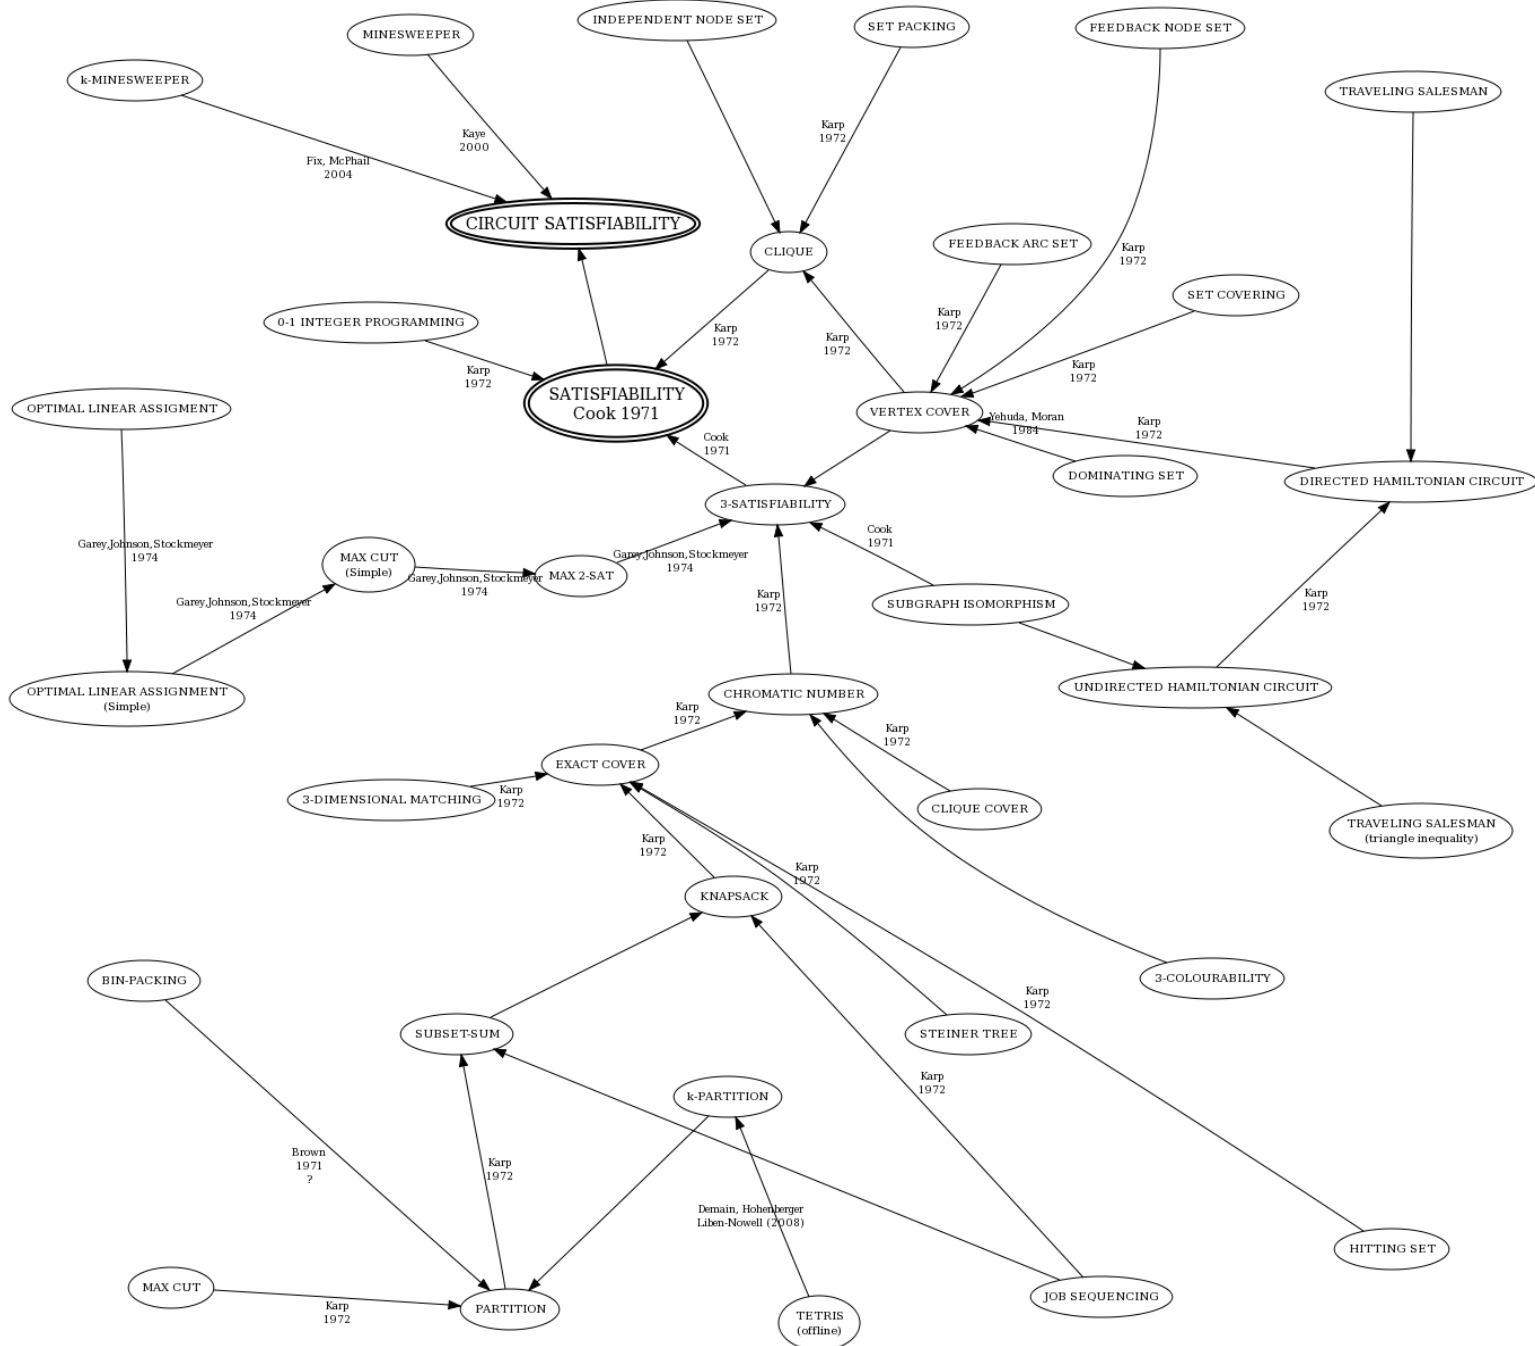 INDEPENDENT NODE SET
SET PACKING
FEEDBACK NODE SET
MINESWEEPER
k-MINESWEEPER
TRAVELING SALESMAN
Karp
1972
Kaye
2000
Fix, McPhail
2004
CIRCUIT SATISFIABILITY
CLIQUE
FEEDBACK ARC SET
Karp
1972
SET COVERING
0-1 INTEGER PROGRAMMING
Karp
1972
Karp
1972
Karp
1972
Karp
1972
Karp
1972
SATISFIABILITY
Cook 1971
OPTIMAL LINEAR ASSIGMENT
VERTEX COVER
Yehuda, Moran
1984
Karp
1972
Cook
1971
DOMINATING SET
DIRECTED HAMILTONIAN CIRCUIT
3-SATISFIABILITY
Cook
1971
Garey,Johnson,Stockmeyer
1974
MAX CUT
(Simple)
Garey,Johnson,Stockmeyer
1974
MAX 2-SAT
Garey,Johnson,Stockmeyer
1974
Garey,Johnson,Stockmeyer
1974
Karp
1972
SUBGRAPH ISOMORPHISM
Karp
1972
OPTIMAL LINEAR ASSIGNMENT
(Simple)
CHROMATIC NUMBER
UNDIRECTED HAMILTONIAN CIRCUIT
Karp
1972
Karp
1972
EXACT COVER
3-DIMENSIONAL MATCHING
Karp
1972
CLIQUE COVER
TRAVELING SALESMAN
(triangle inequality)
Karp
1972
Karp
1972
KNAPSACK
BIN-PACKING
3-COLOURABILITY
Karp
1972
SUBSET-SUM
STEINER TREE
Karp
1972
k-PARTITION
Brown
1971
?
Karp
1972
Demain, Hohenberger
Liben-Nowell (2008)
HITTING SET
MAX CUT
Karp
1972
PARTITION
JOB SEQUENCING
TETRIS
(offline)